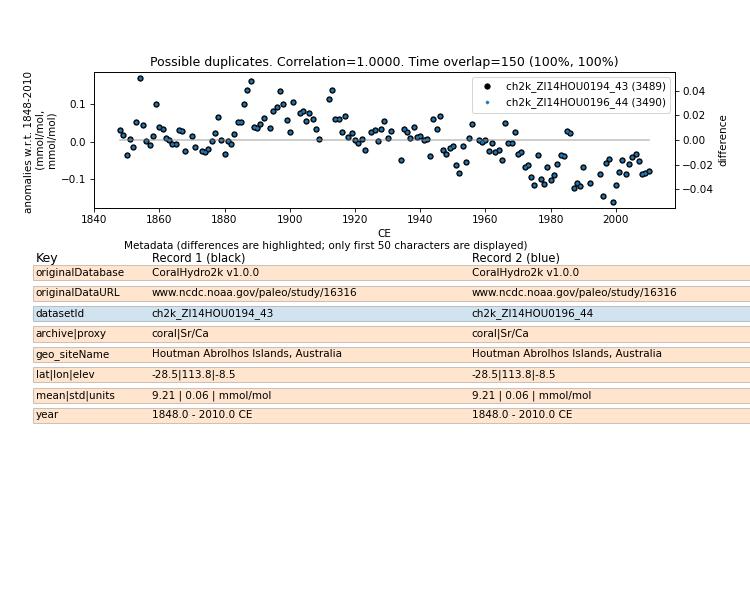 Possible duplicates. Correlation=1.0000. Time overlap=150 (100%, 100%)
anomalies w.r.t. 1848-2010
(mmol/mol,
mmol/mol)
0.1
0.0
−0.1
ch2k_ZI14HOU0194_43 (3489)
ch2k_ZI14HOU0196_44 (3490)
0.04
0.02
0.00
−0.02
−0.04
difference
1840 1860 1880 1900 1920 1940 1960 1980 2000
CE
Metadata (differences are highlighted; only first 50 characters are displayed)
Key Record 1 (black) Record 2 (blue)
originalDatabase CoralHydro2k v1.0.0 CoralHydro2k v1.0.0
originalDataURL www.ncdc.noaa.gov/paleo/study/16316 www.ncdc.noaa.gov/paleo/study/16316
datasetId ch2k_ZI14HOU0194_43 ch2k_ZI14HOU0196_44
archive|proxy coral|Sr/Ca coral|Sr/Ca
geo_siteName Houtman Abrolhos Islands, Australia Houtman Abrolhos Islands, Australia
lat|lon|elev -28.5|113.8|-8.5 -28.5|113.8|-8.5
mean|std|units 9.21 | 0.06 | mmol/mol 9.21 | 0.06 | mmol/mol
year 1848.0 - 2010.0 CE 1848.0 - 2010.0 CE